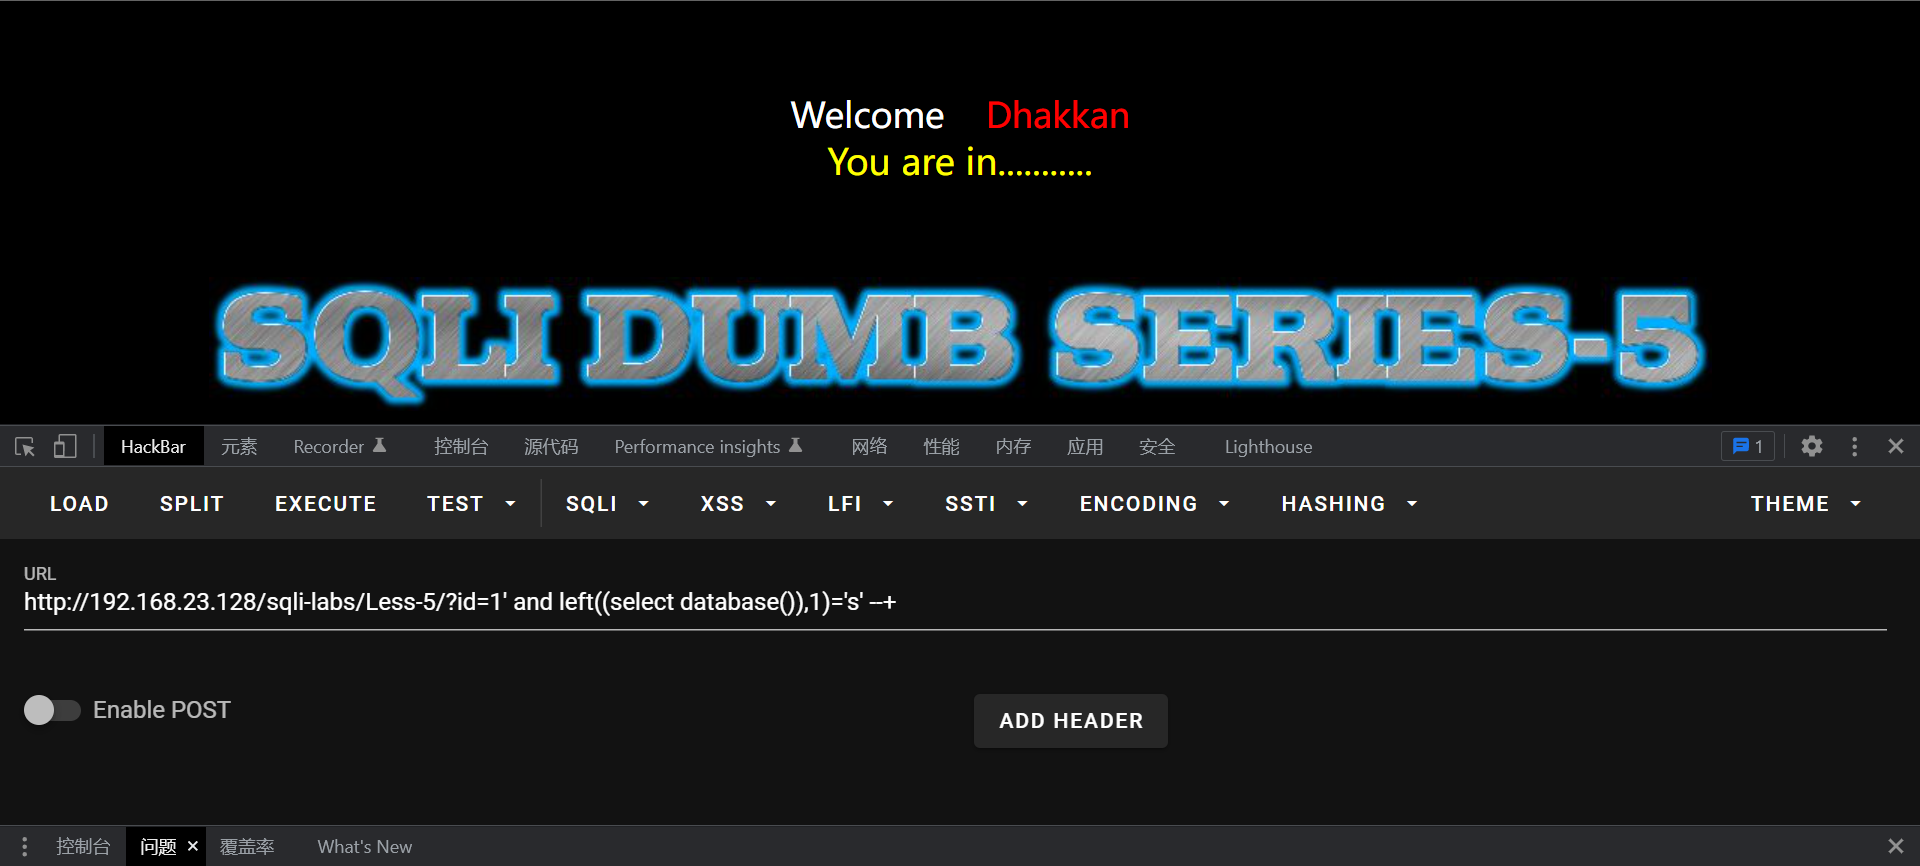 Welcome Dhakkan
You are in...........
SQLI DUMB SERIES-5
HackBar 元素 Recorder 控制台 源代码 Performance insights 网络 性能 内存 应用 安全 Lighthouse 1
LOAD SPLIT EXECUTE TEST SQLI XSS LFI SSTI ENCODING HASHING THEME
URL
http://192.168.23.128/sqli-labs/Less-5/?id=1' and left((select database()),1)='s' --+
Enable POST
ADD HEADER
控制台 问题 覆盖率 What's New